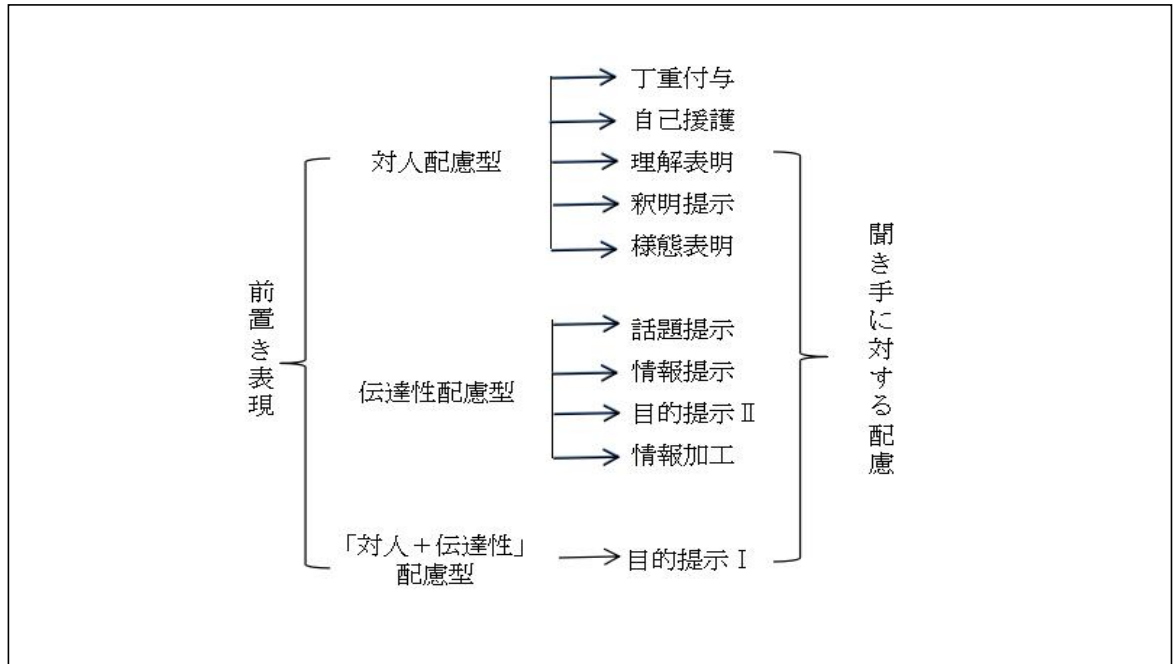 前置き表現
対人配慮型
丁重付与
自己援護
理解表明
釈明提示
様態表明
伝達性配慮型
話題提示
情報提示
目的提示Ⅱ
情報加工
「対人＋伝達性」
配慮型
目的提示Ⅰ
聞き手に対する配慮